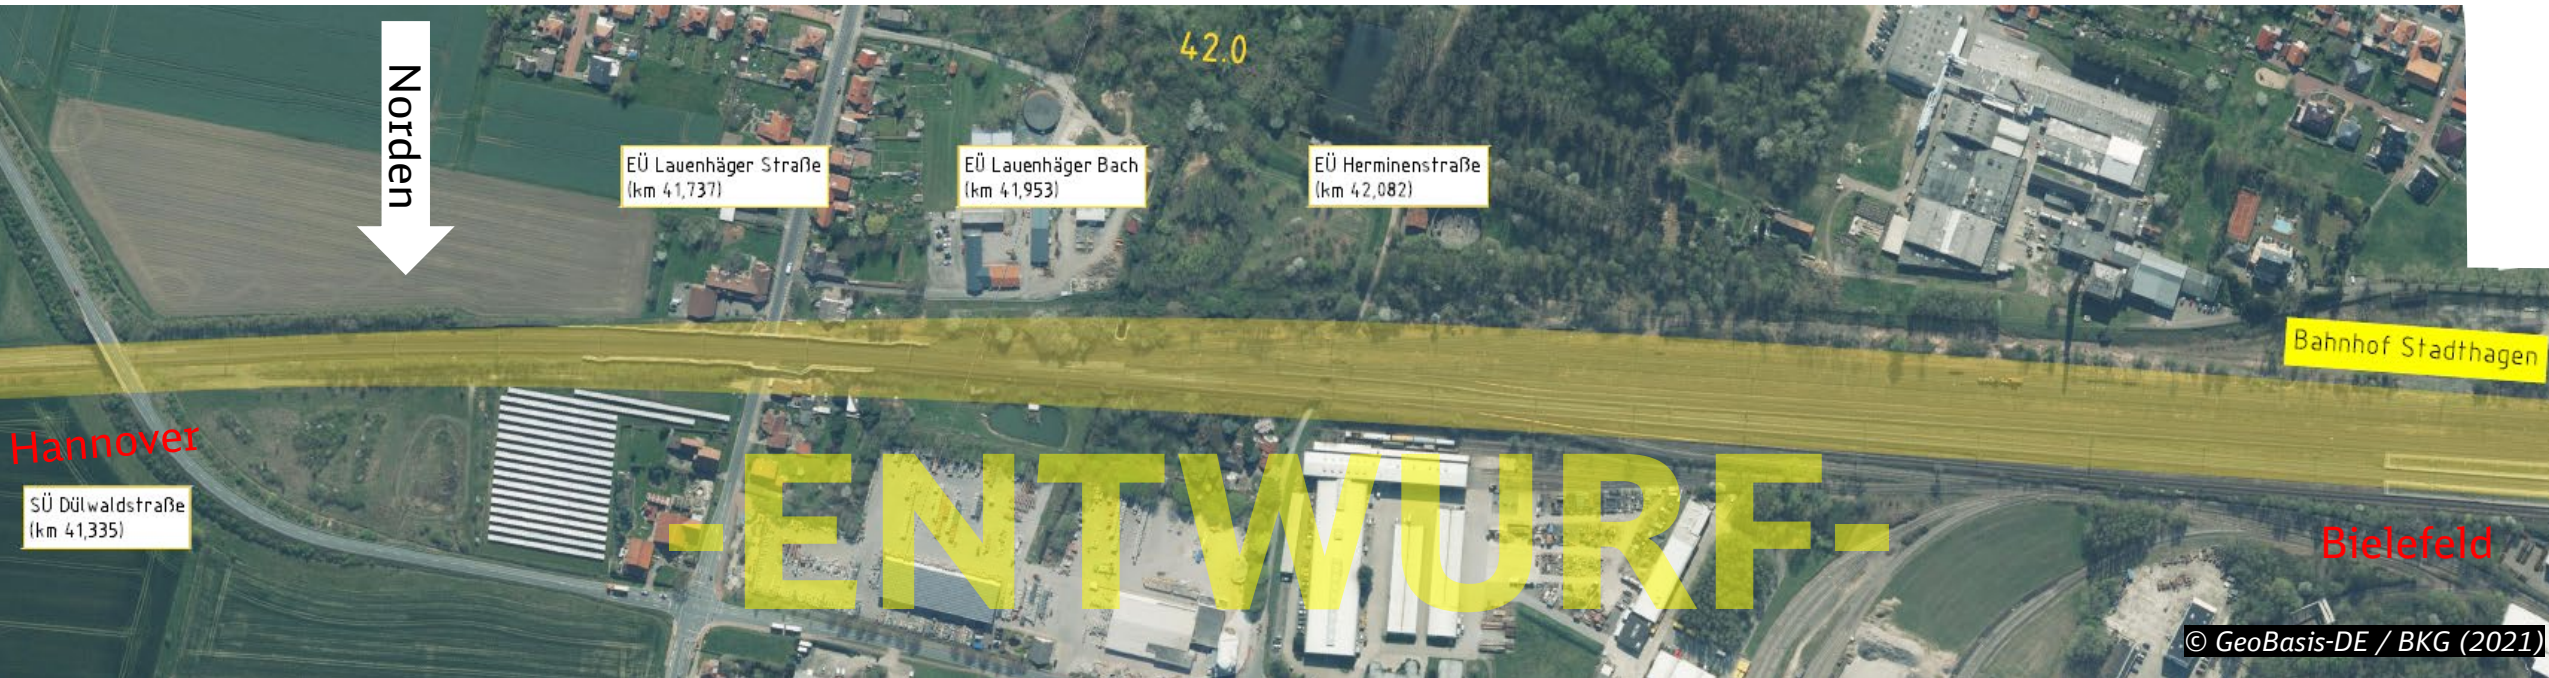 Norden
42.0
EÜ Lauenhäger Straße
(km 41,737)
EÜ Lauenhäger Bach
(km 41,953)
EÜ Herminenstraße
(km 42,082)
Bahnhof Stadthagen
Hannover
SÜ Dülwaldstraße
(km 41,335)
-ENTWURF-
Bielefeld
© GeoBasis-DE / BKG (2021)